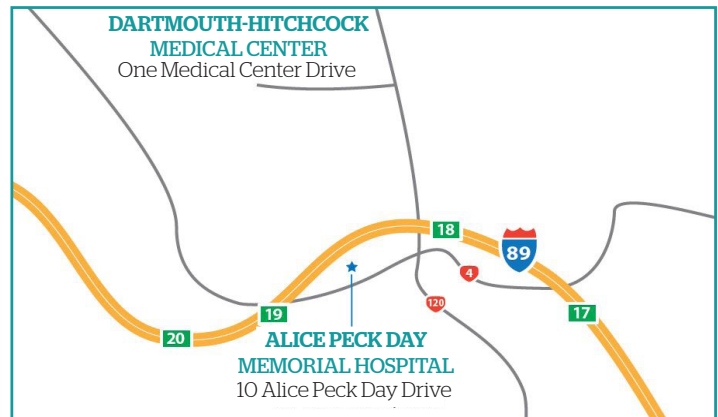 DARTMOUTH-HITCHCOCK
MEDICAL CENTER
One Medical Center Drive
18
89
4
120
19
17
20
ALICE PECK DAY
MEMORIAL HOSPITAL
10 Alice Peck Day Drive